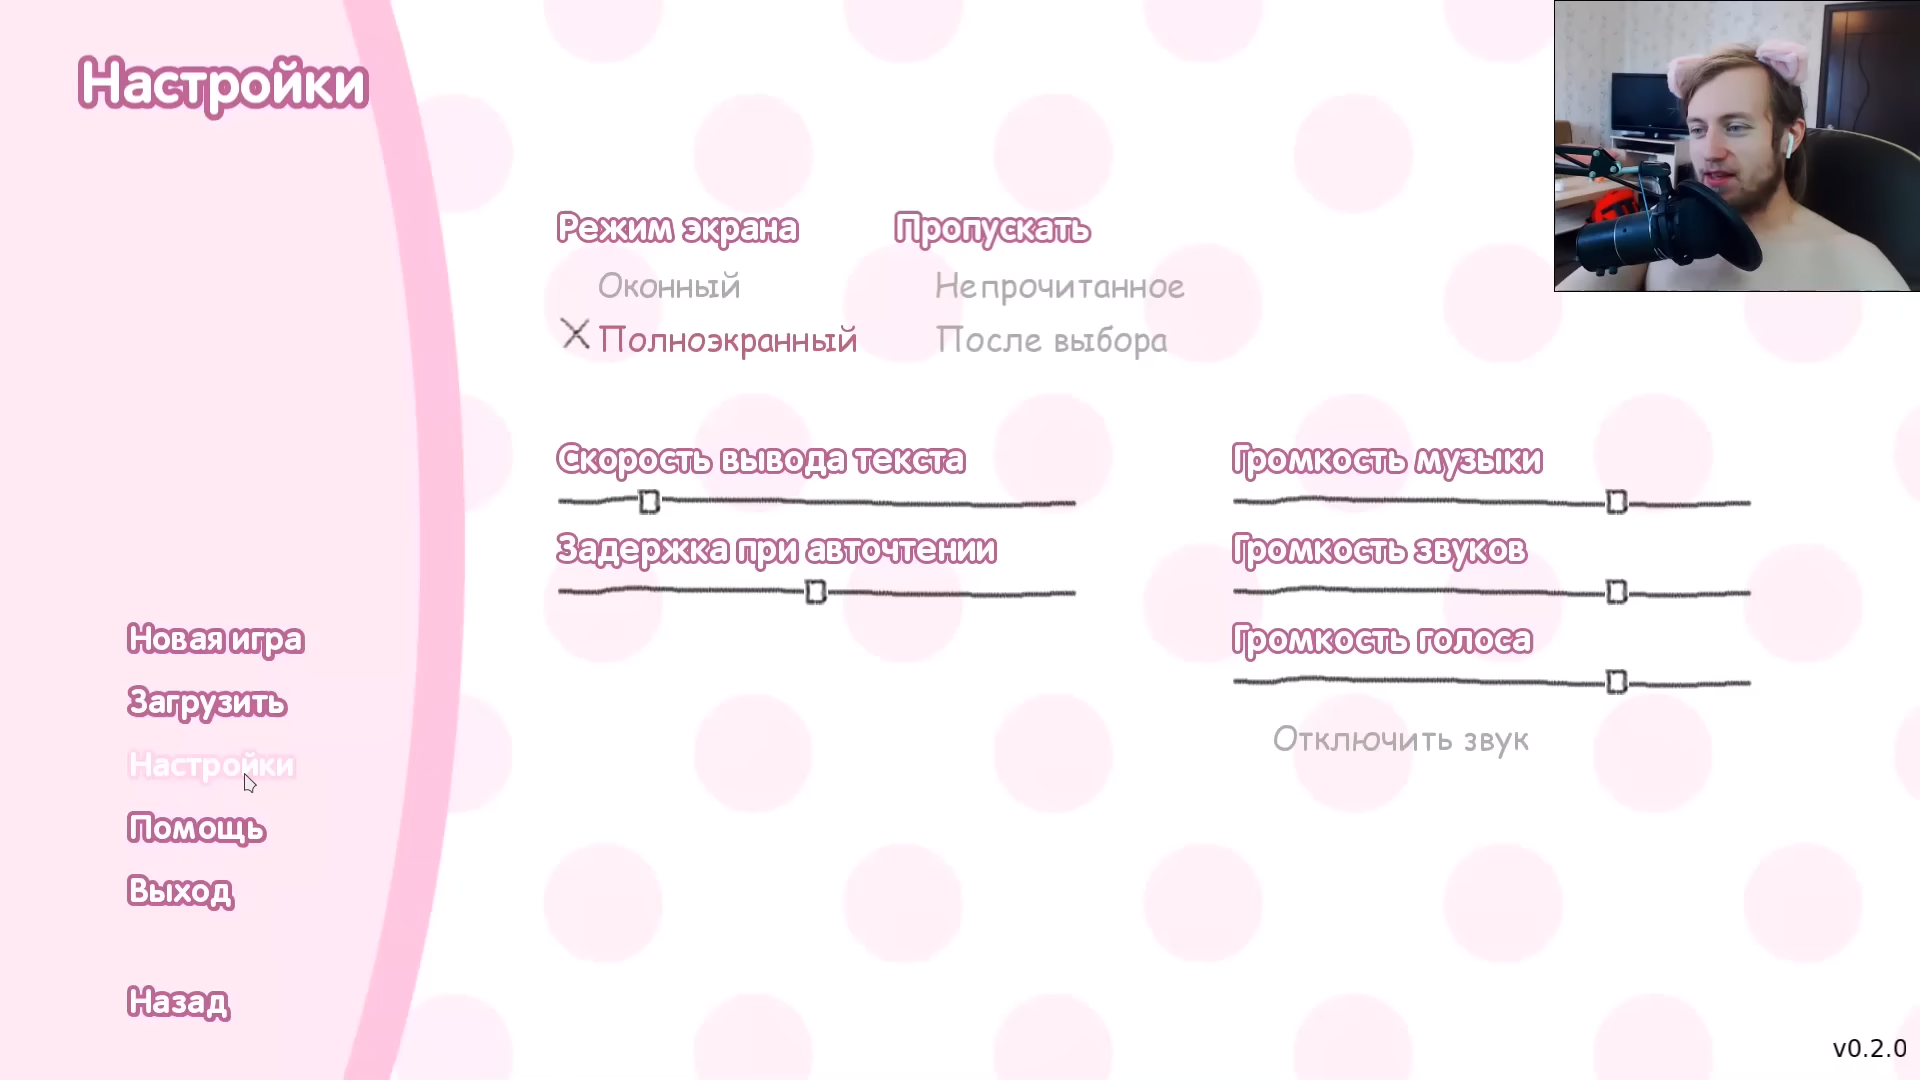 Настройки
Режим экрана
Оконный
Полноэкранный
Пропускать
Непрочитанное
После выбора
Скорость вывода текста
Задержка при авточтении
Громкость музыки
Громкость звуков
Громкость голоса
Отключить звук
Новая игра
Загрузить
Настройки
Помощь
Выход
Назад
v0.2.0